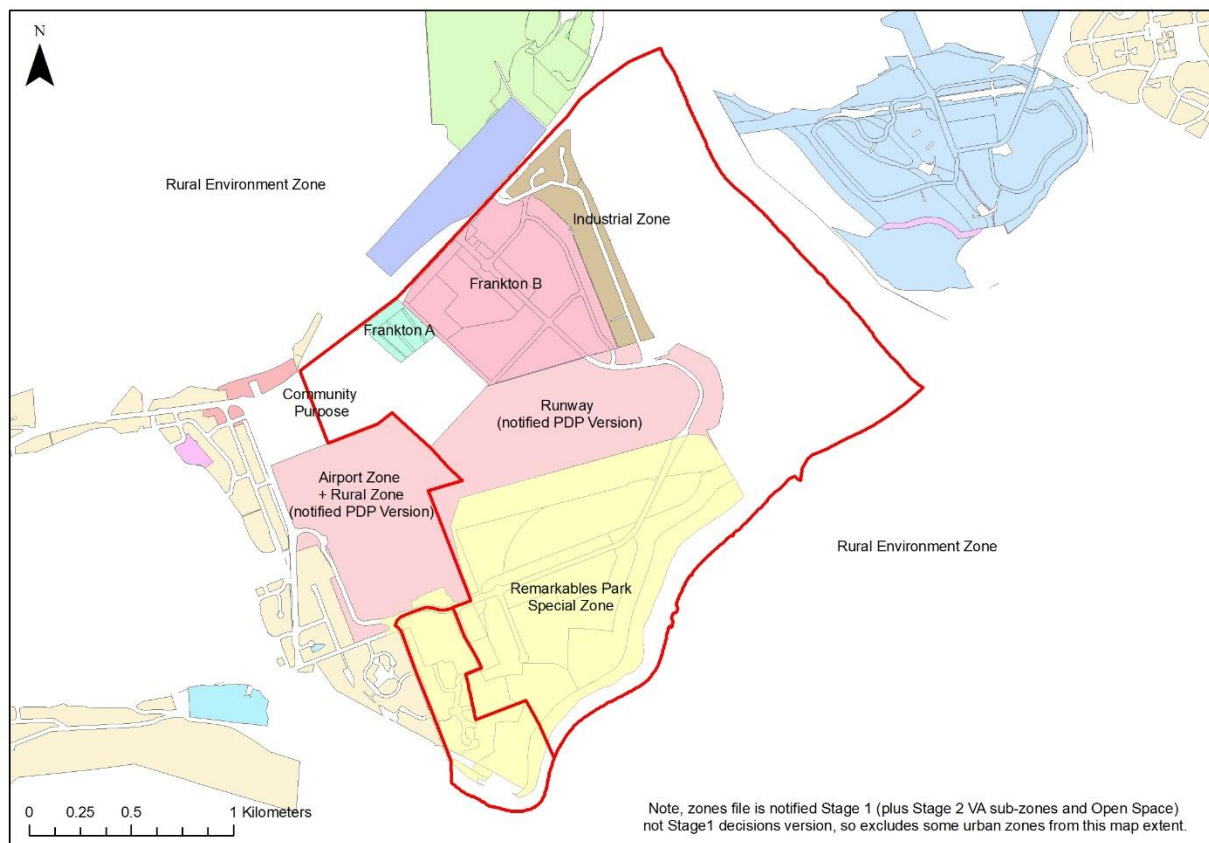 N
Rural Environment Zone
Industrial Zone
Frankton B
Frankton A
Community
Purpose
Runway
(notified PDP Version)
Airport Zone
+ Rural Zone
(notified PDP Version)
Rural Environment Zone
Remarkables Park
Special Zone
0 0.25 0.5 1 Kilometers
Note, zones file is notified Stage 1 (plus Stage 2 VA sub-zones and Open Space)
not Stage1 decisions version, so excludes some urban zones from this map extent.